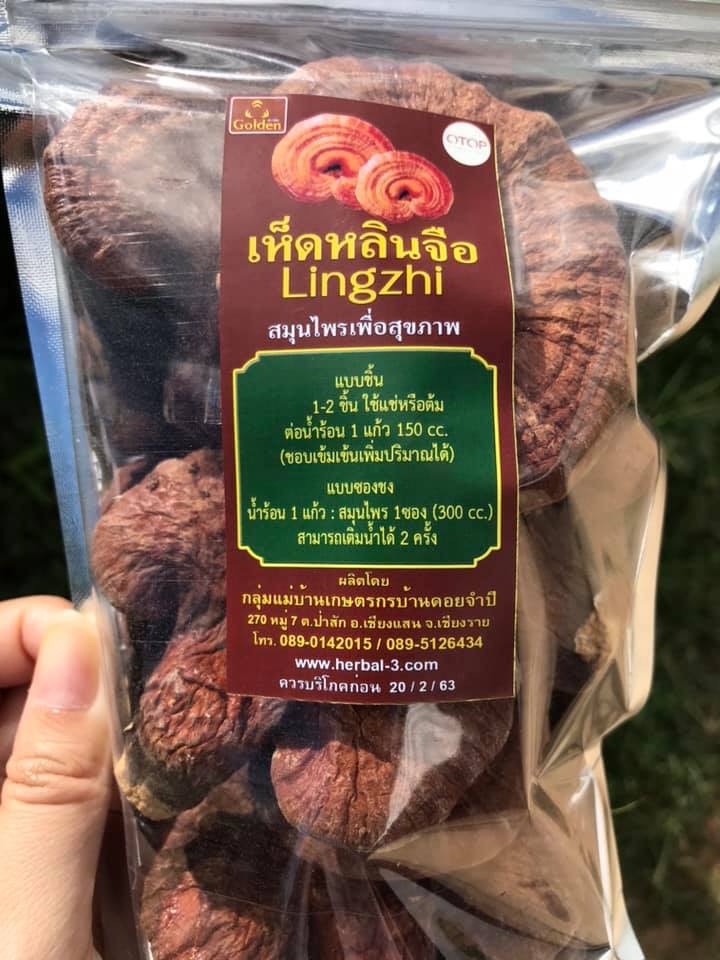 Golden
OTOP
เห็ดหลินจือ
Lingzhi
สมุนไพรเพื่อสุขภาพ
แบบชิ้น
1-2 ชิ้น ใช้แช่หรือต้ม
ต่อน้ำร้อน 1 แก้ว 150 cc.
(ชอบเข้มเข้นเพิ่มปริมาณได้)
แบบซองชง
น้ำร้อน 1 แก้ว : สมุนไพร 1ซอง (300 cc.)
สามารถเติมน้ำได้ 2 ครั้ง
ผลิตโดย
กลุ่มแม่บ้านเกษตรกรบ้านดอยจำปี
270 หมู่ 7 ต.ป่าสัก อ.เชียงแสน จ.เชียงราย
โทร. 089-0142015 / 089-5126434
www.herbal-3.com
ควรบริโภคก่อน 20 / 2 / 63